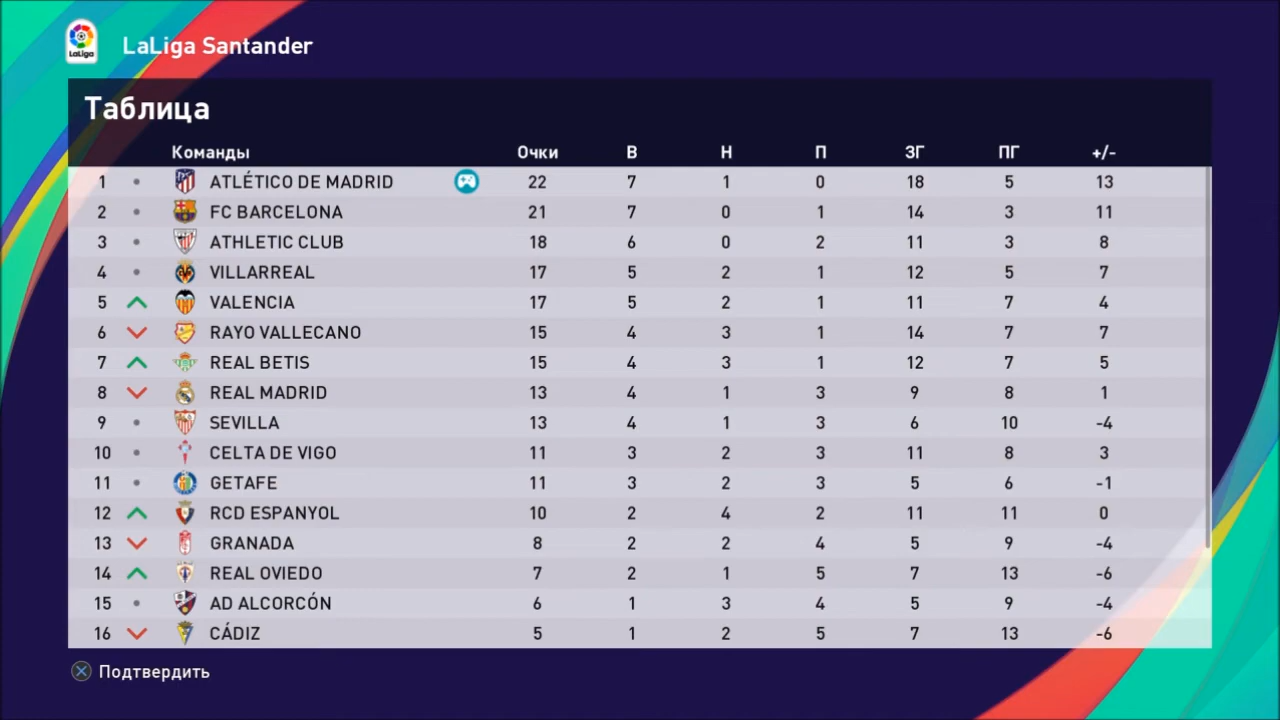 LaLiga
LaLiga Santander
Таблица
Команды Очки В Н П ЗГ ПГ +/-
1 ATLÉTICO DE MADRID 22 7 1 0 18 5 13
2 FC BARCELONA 21 7 0 1 14 3 11
3 ATHLETIC CLUB 18 6 0 2 11 3 8
4 VILLARREAL 17 5 2 1 12 5 7
5 VALENCIA 17 5 2 1 11 7 4
6 RAYO VALLECANO 15 4 3 1 14 7 7
7 REAL BETIS 15 4 3 1 12 7 5
8 REAL MADRID 13 4 1 3 9 8 1
9 SEVILLA 13 4 1 3 6 10 -4
10 CELTA DE VIGO 11 3 2 3 11 8 3
11 GETAFE 11 3 2 3 5 6 -1
12 RCD ESPANYOL 10 2 4 2 11 11 0
13 GRANADA 8 2 2 4 5 9 -4
14 REAL OVIEDO 7 2 1 5 7 13 -6
15 AD ALCORCÓN 6 1 3 4 5 9 -4
16 CÁDIZ 5 1 2 5 7 13 -6
Подтвердить